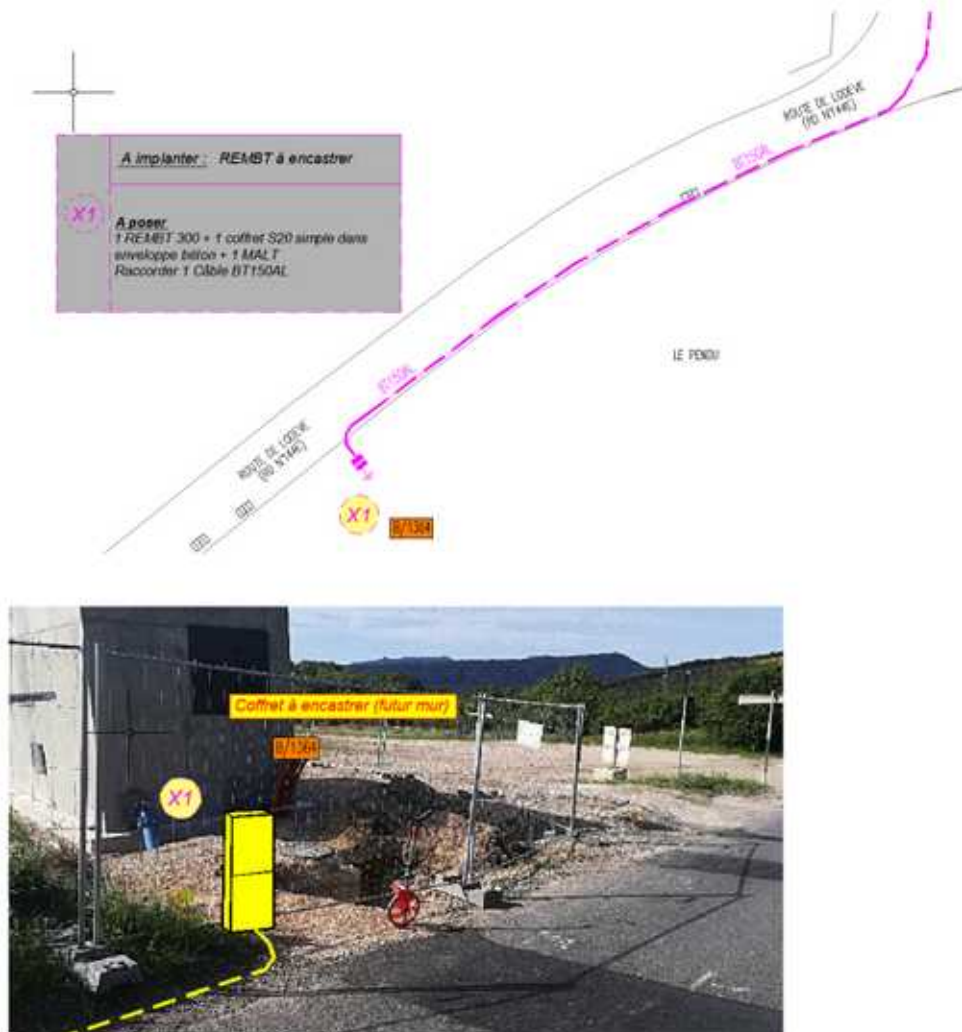 ROUTE DE LODEVE
(RD N°144E)
BT150AL
A implanter : REMBT à encastrer
X1
A poser
1 REMBT 300 + 1 coffret S20 simple dans
enveloppe béton + 1 MALT
Raccorder 1 Câble BT150AL
LE PENDU
BT150AL
ROUTE DE LODEVE
(RD N°144E)
X1
B/1364
Coffret à encastrer (futur mur)
B/1364
X1